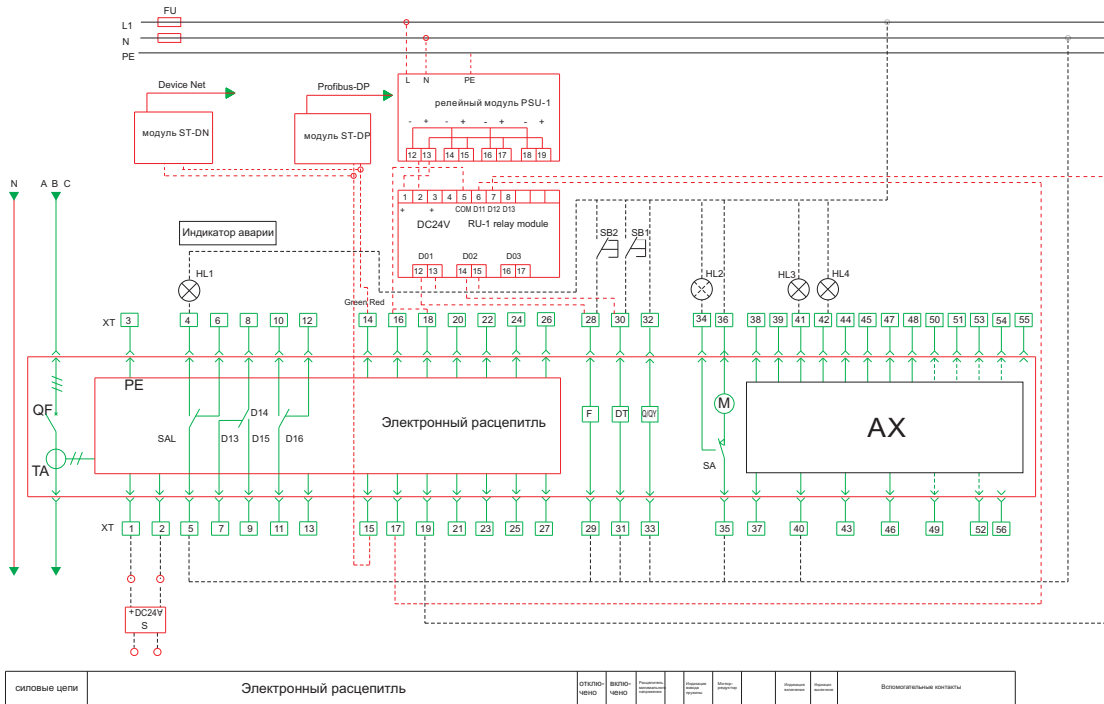 FU
L1
N
PE
Device Net
Profibus-DP
L N PE
релейный модуль PSU-1
- + - + - + - +
12 13 14 15 16 17 18 19
модуль ST-DN
модуль ST-DP
N A B C
1 2 3 4 5 6 7 8
+ + COM D11 D12 D13
DC24V RU-1 relay module
D01 D02 D03
12 13 14 15 16 17
Индикатор аварии
SB2 SB1
HL1 HL2 HL3 HL4
Green Red
XT 3 4 6 8 10 12 14 16 18 20 22 24 26 28 30 32 34 36 38 39 41 42 44 45 47 48 50 51 53 54 55
PE
QF
TA
SAL D13 D14 D15 D16
Электронный расцепитль
F DT Q/QY
M
SA
AX
XT 1 2 5 7 9 11 13 15 17 19 21 23 25 27 29 31 33 35 37 40 43 46 49 52 56
+DC24V
S
силовые цепи
Электронный расцепитль
отклю-
чено
вклю-
чено
Вспомогательные контакты